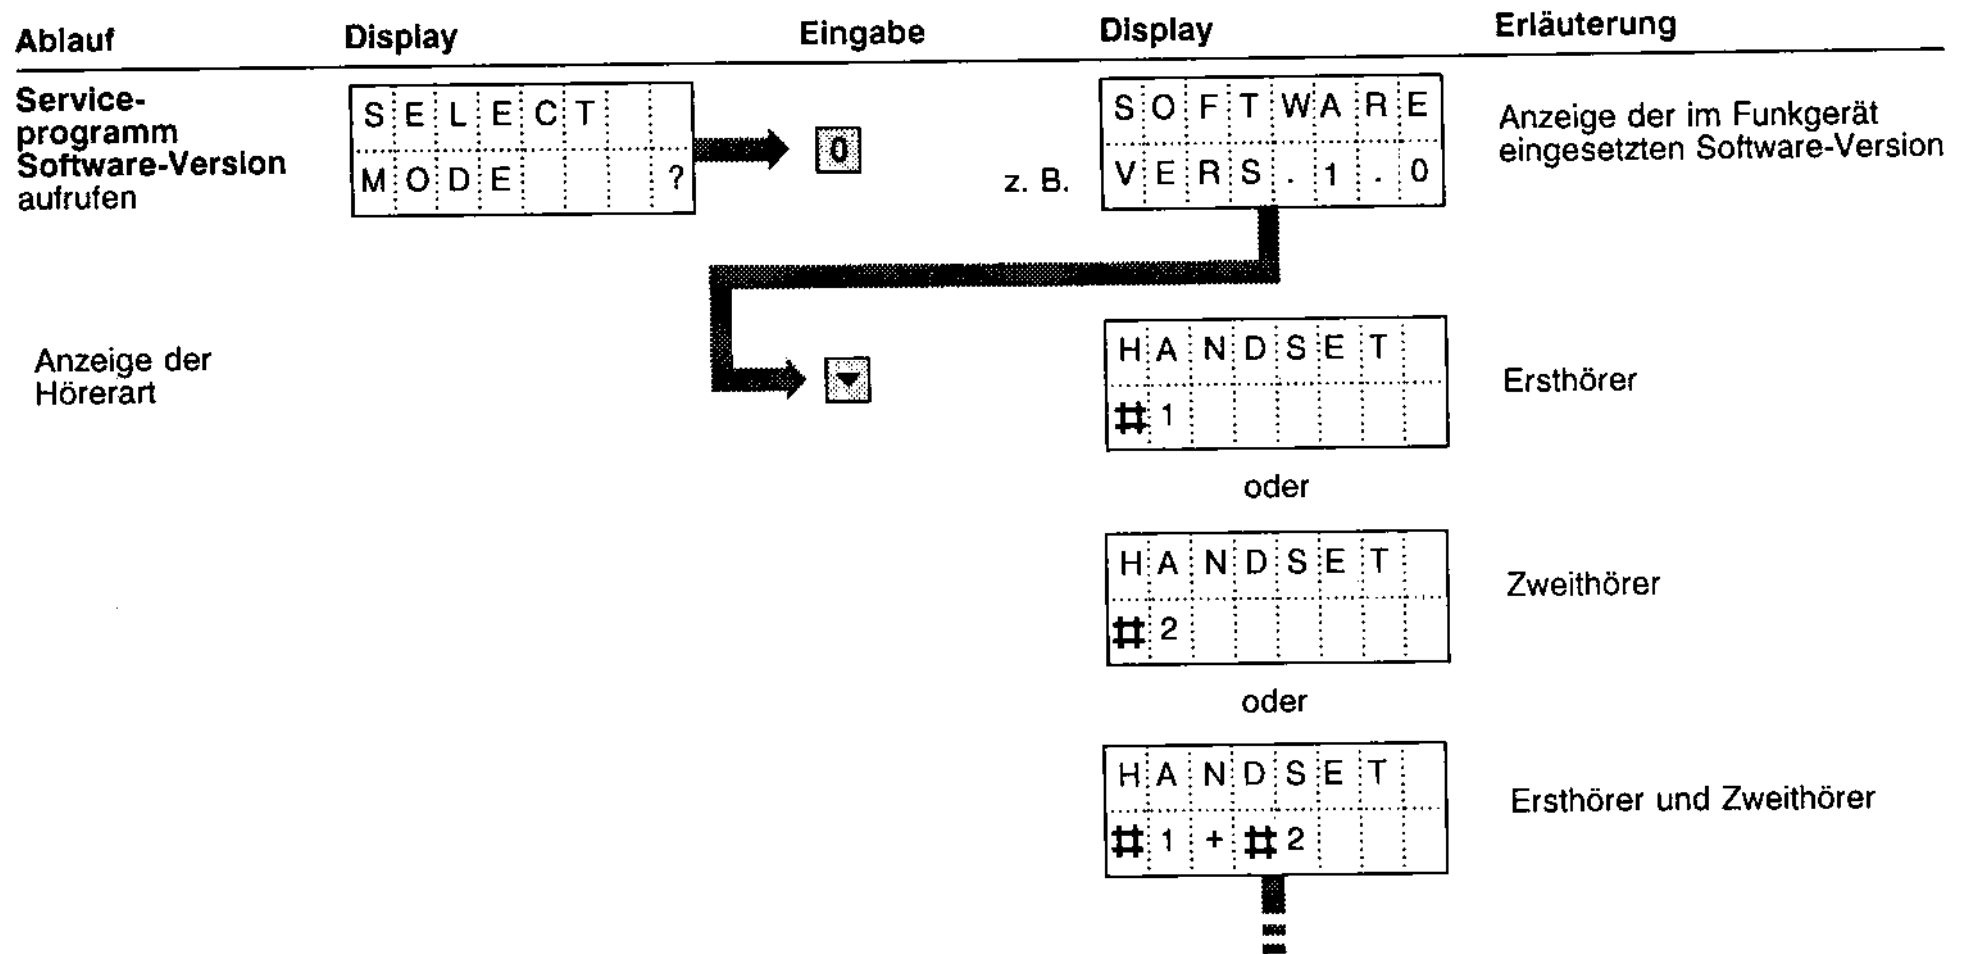 Ablauf Display Eingabe Display Erläuterung
Service-
programm
Software-Version
aufrufen
SELECT
MODE ?
0
z. B.
SOFTWARE
VERS.1.0
Anzeige der im Funkgerät
eingesetzten Software-Version
Anzeige der
Hörerart
HANDSET
#1
Ersthörer
oder
HANDSET
#2
Zweithörer
oder
HANDSET
#1+#2
Ersthörer und Zweithörer